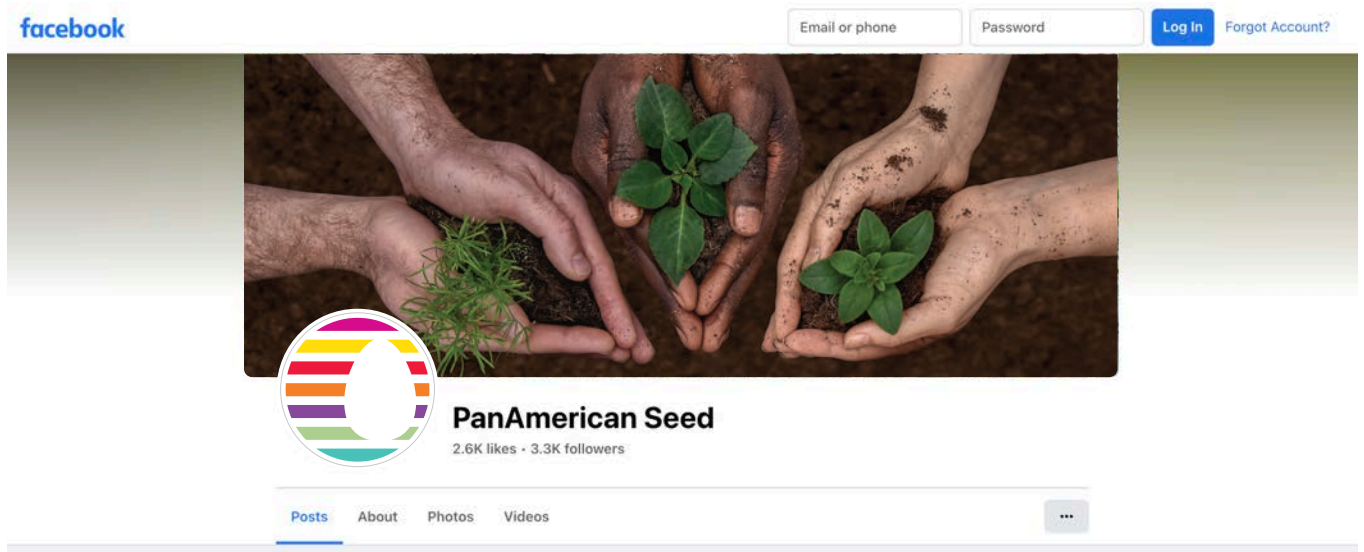 facebook
Email or phone
Password
Log In
Forgot Account?
PanAmerican Seed
2.6K likes • 3.3K followers
Posts
About
Photos
Videos